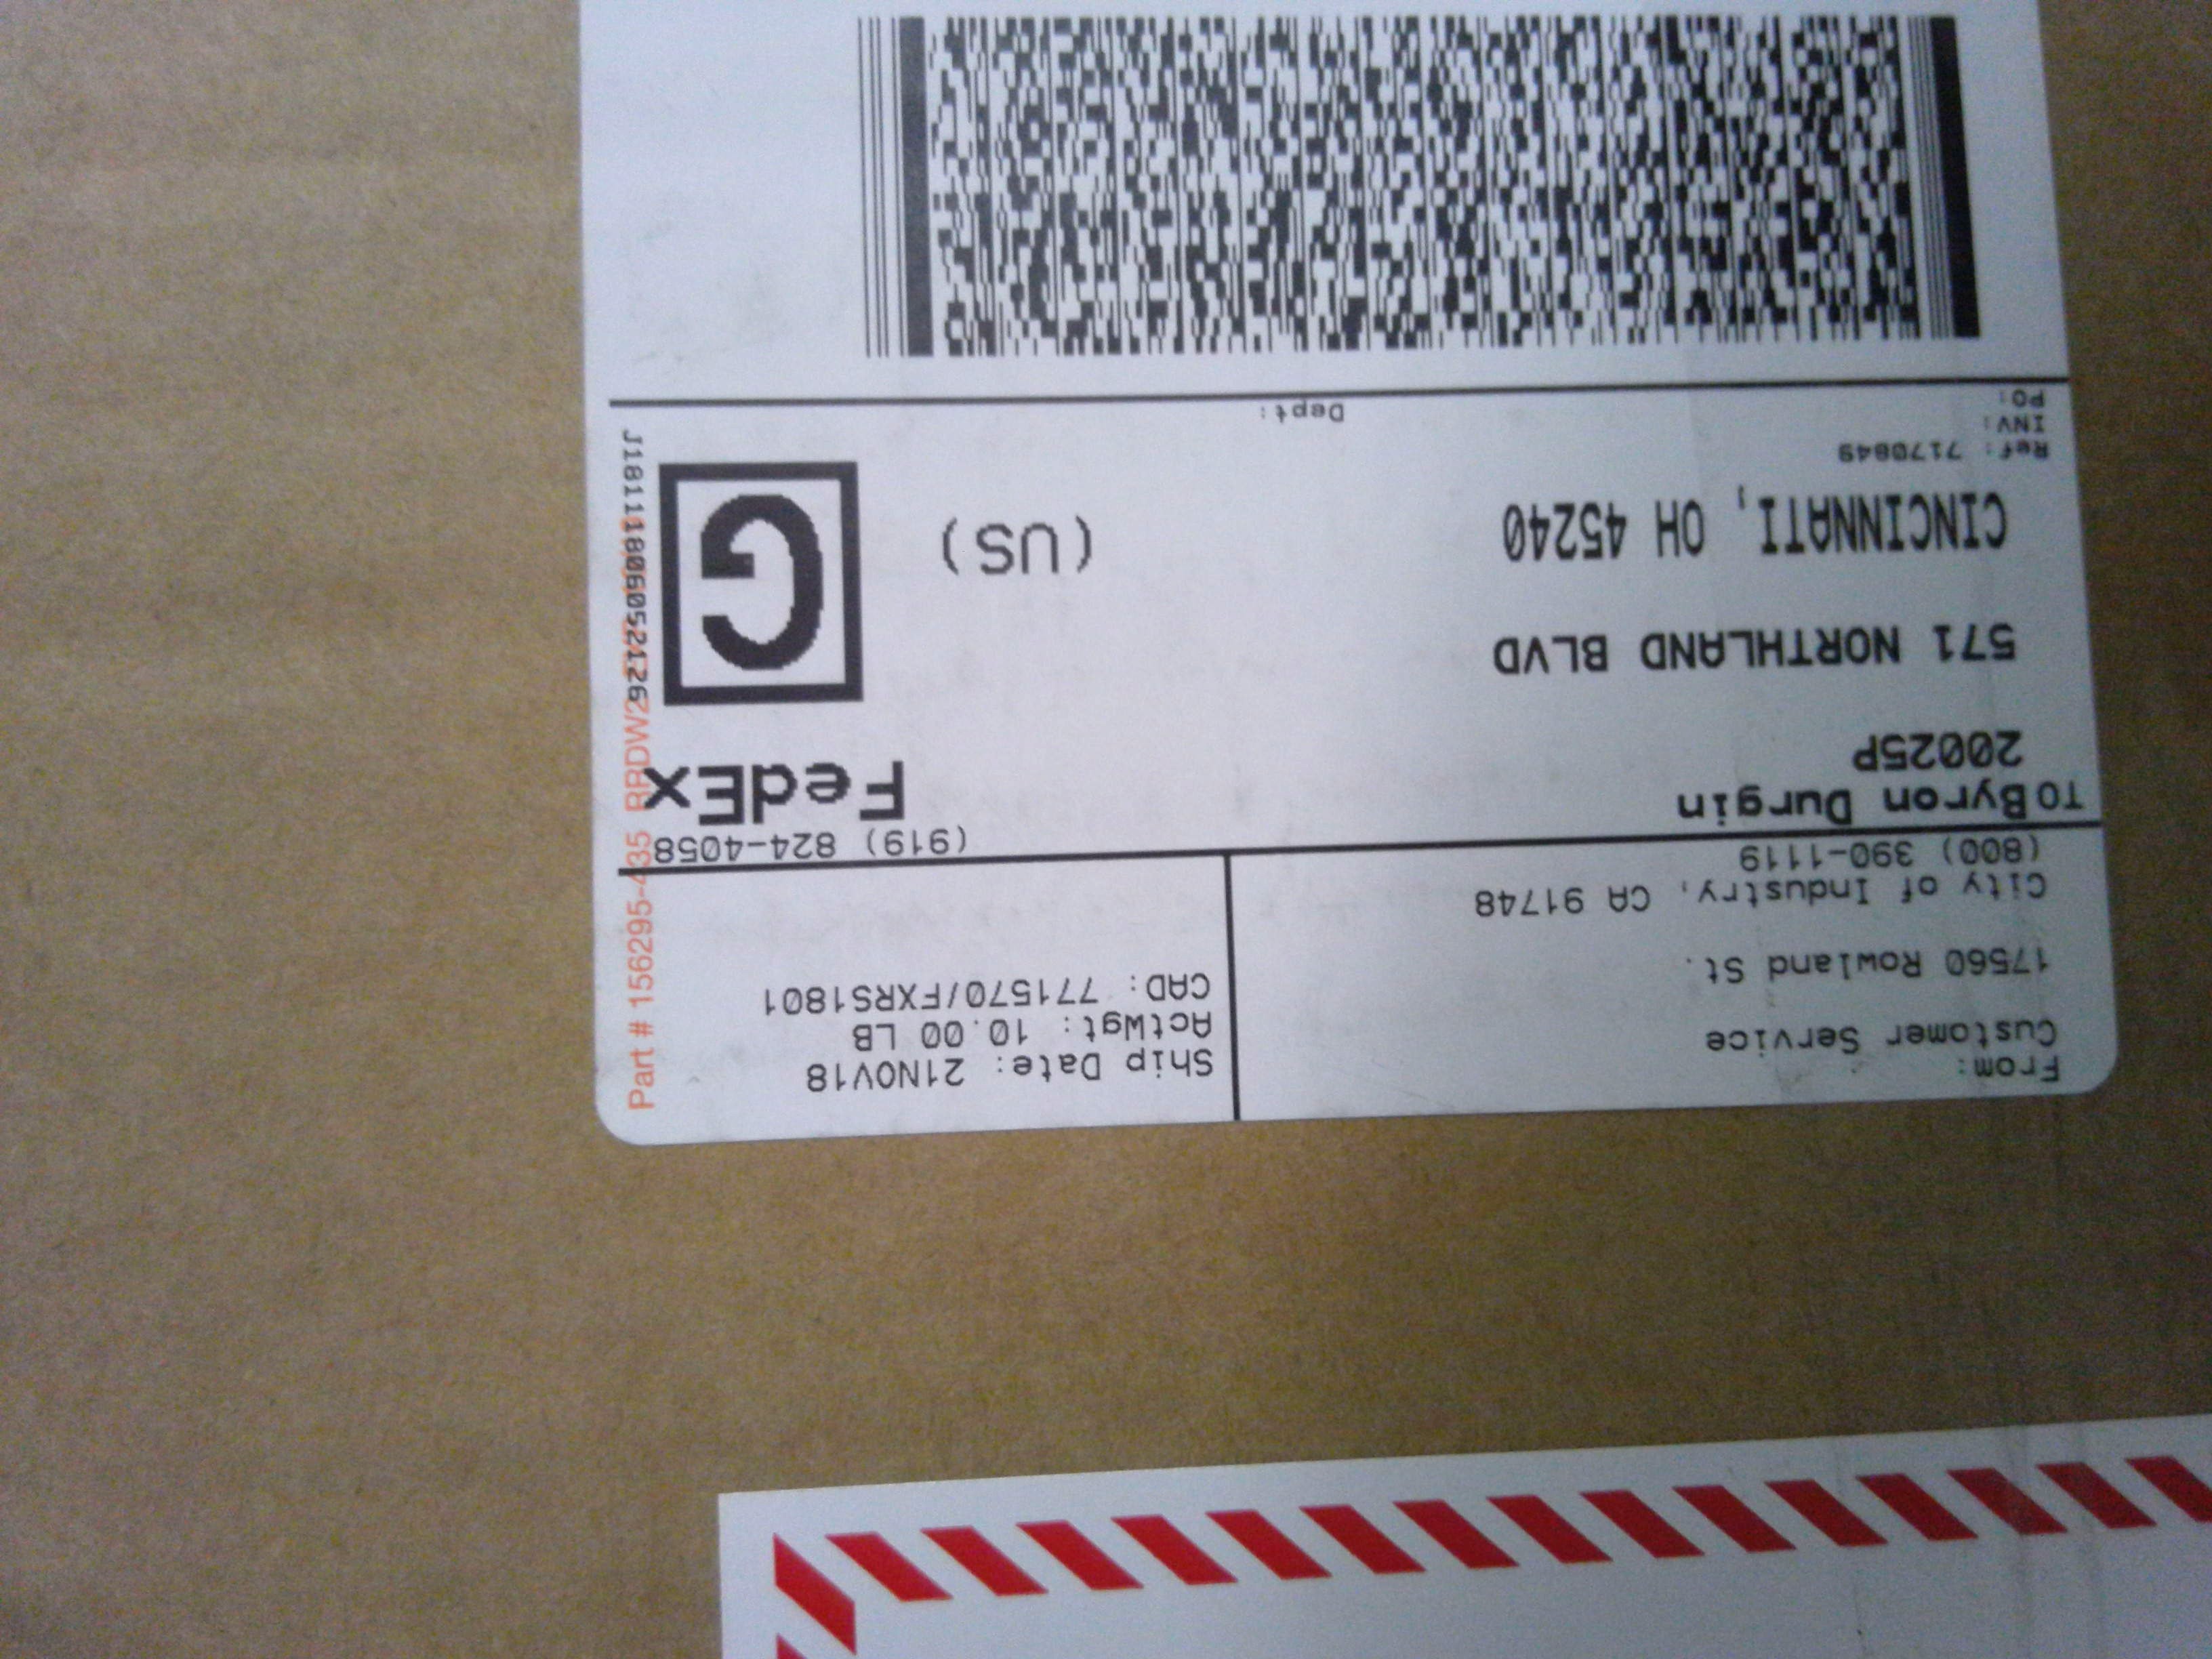 From:
Customer Service
17560 Rowland St.
City of Industry, CA 91748
(800) 390-1119
Ship Date: 21NOV18
ActWgt: 10.00 LB
CAD: 771570/FXRS1801
TO Byron Durgin
20025P
571 NORTHLAND BLVD
CINCINNATI, OH 45240
(US)
(919) 824-4058
FedEx
G
Ref: 7170849
INV:
PO:
Dept:
Part # 156295-435 RRDW2